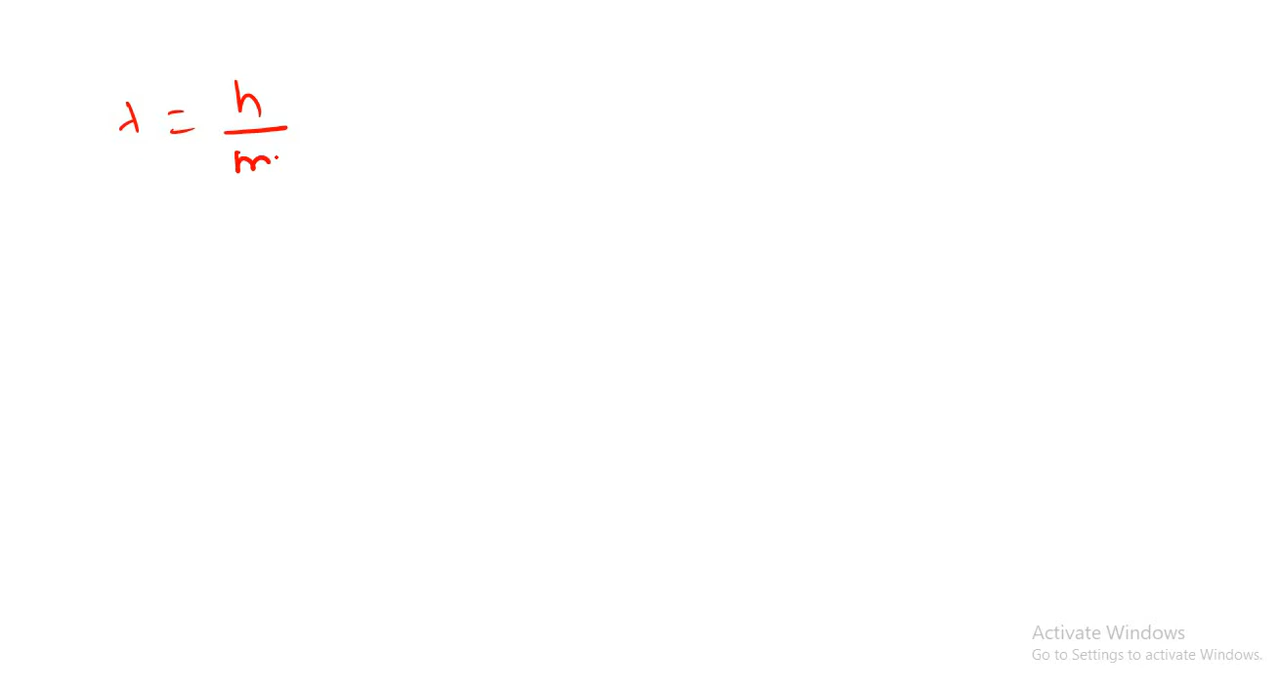 λ = h/m
Activate Windows
Go to Settings to activate Windows.